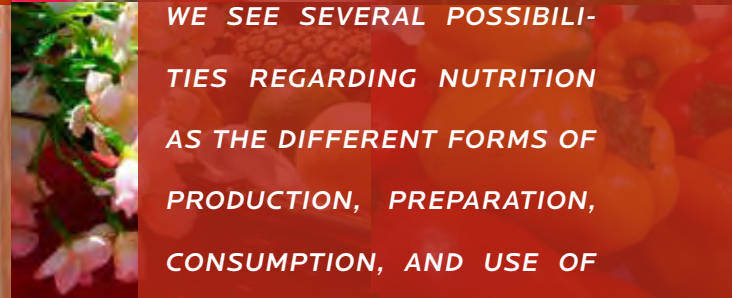 WE SEE SEVERAL POSSIBILI-
TIES REGARDING NUTRITION
AS THE DIFFERENT FORMS OF
PRODUCTION, PREPARATION,
CONSUMPTION, AND USE OF